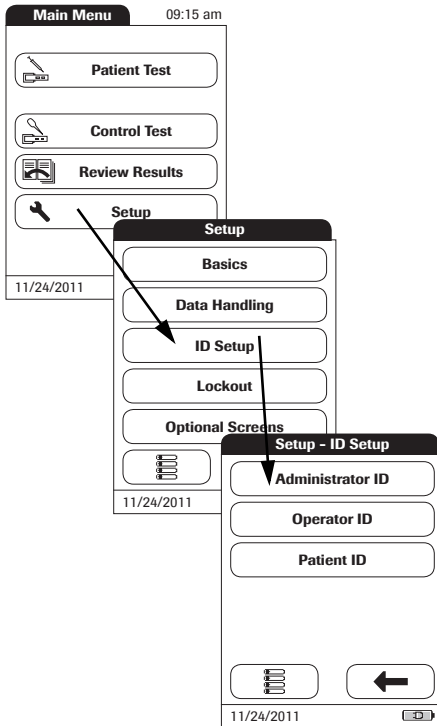 Main Menu 09:15 am
Patient Test
Control Test
Review Results
Setup
11/24/2011
Setup
Basics
Data Handling
ID Setup
Lockout
Optional Screens
11/24/2011
Setup - ID Setup
Administrator ID
Operator ID
Patient ID
11/24/2011